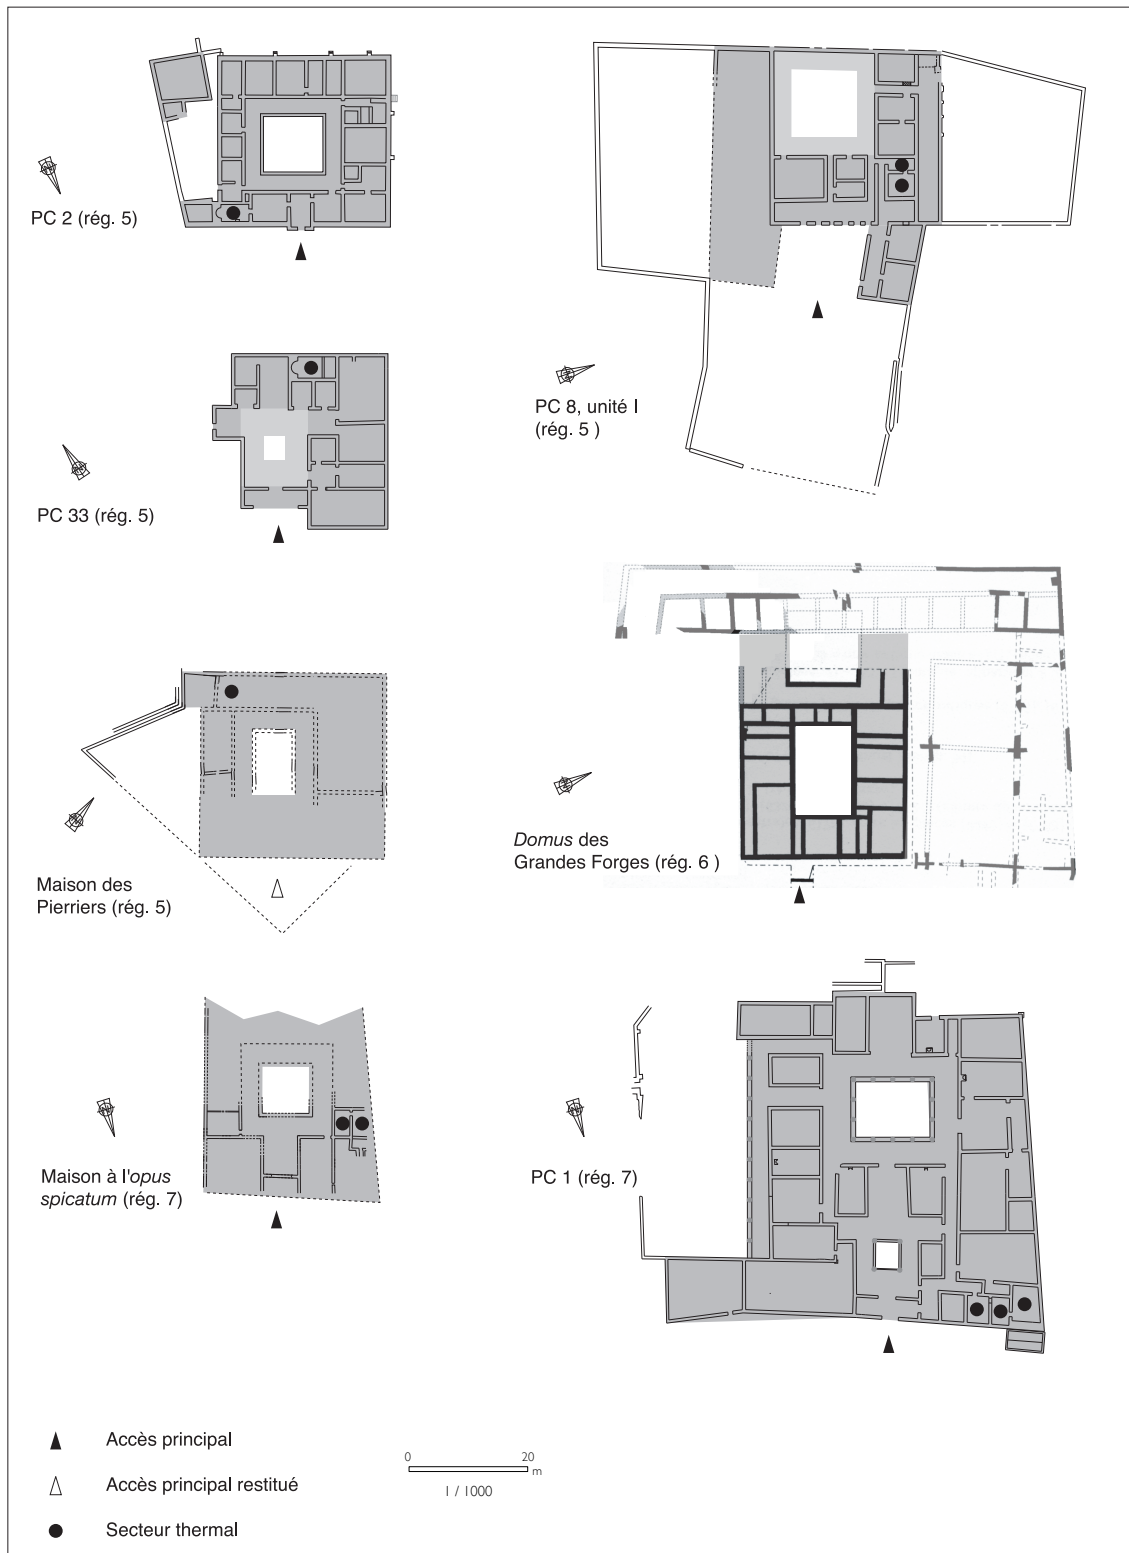 PC 2 (rég. 5)
PC 8, unité I
(rég. 5 )
PC 33 (rég. 5)
Maison des
Pierriers (rég. 5)
Domus des
Grandes Forges (rég. 6 )
Maison à l'opus
spicatum (rég. 7)
PC 1 (rég. 7)
Accès principal
Accès principal restitué
Secteur thermal
0 20
m
1 / 1000